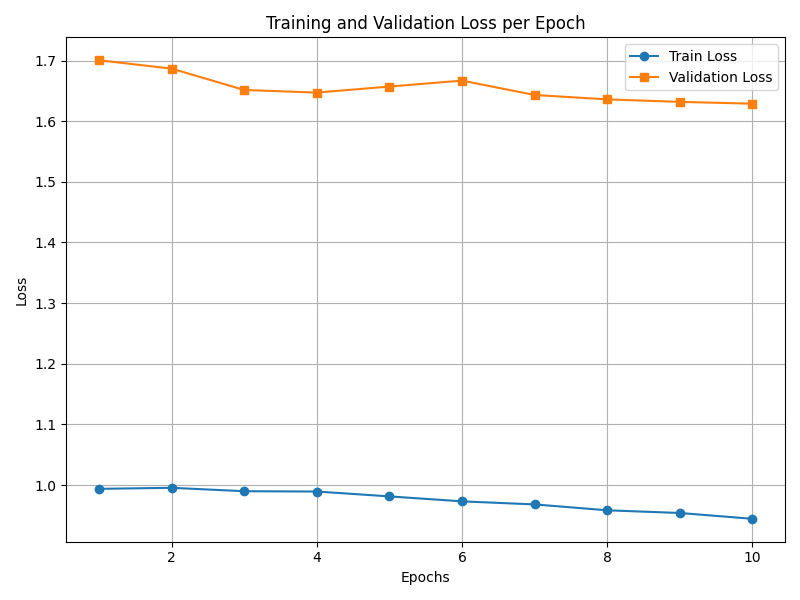 Training and Validation Loss per Epoch
Train Loss
Validation Loss
1.7
1.6
1.5
1.4
1.3
1.2
1.1
1.0
Loss
2 4 6 8 10
Epochs